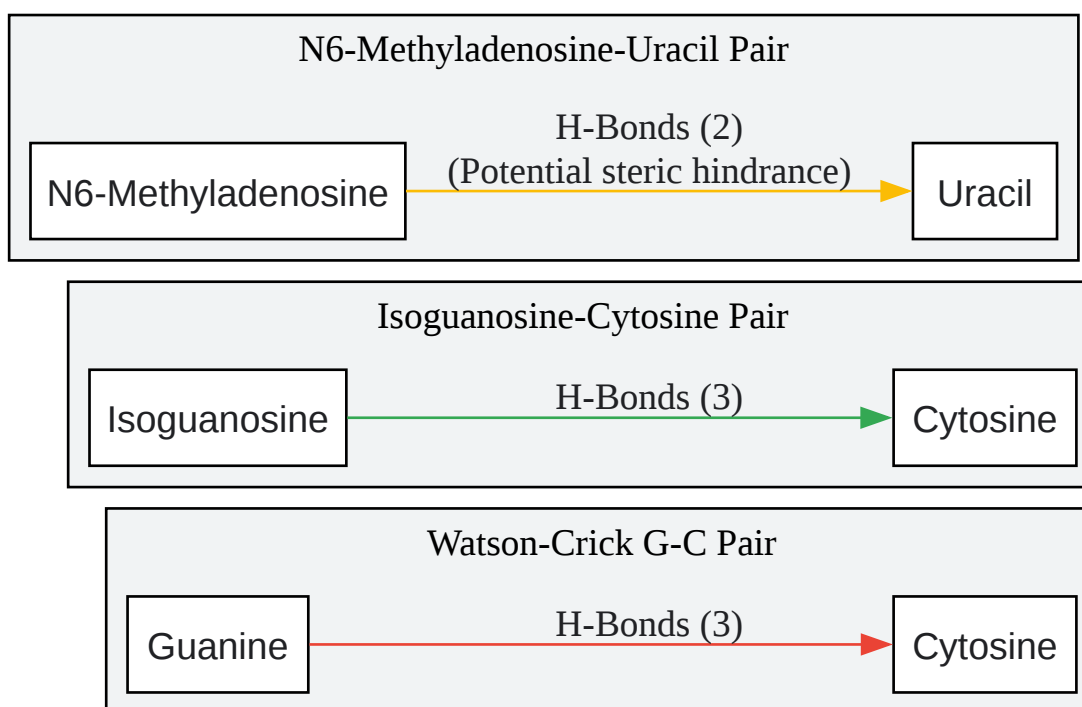 N6-Methyladenosine-Uracil Pair
H-Bonds (2)
(Potential steric hindrance)
N6-Methyladenosine
Uracil
Isoguanosine-Cytosine Pair
H-Bonds (3)
Isoguanosine
Cytosine
Watson-Crick G-C Pair
H-Bonds (3)
Guanine
Cytosine